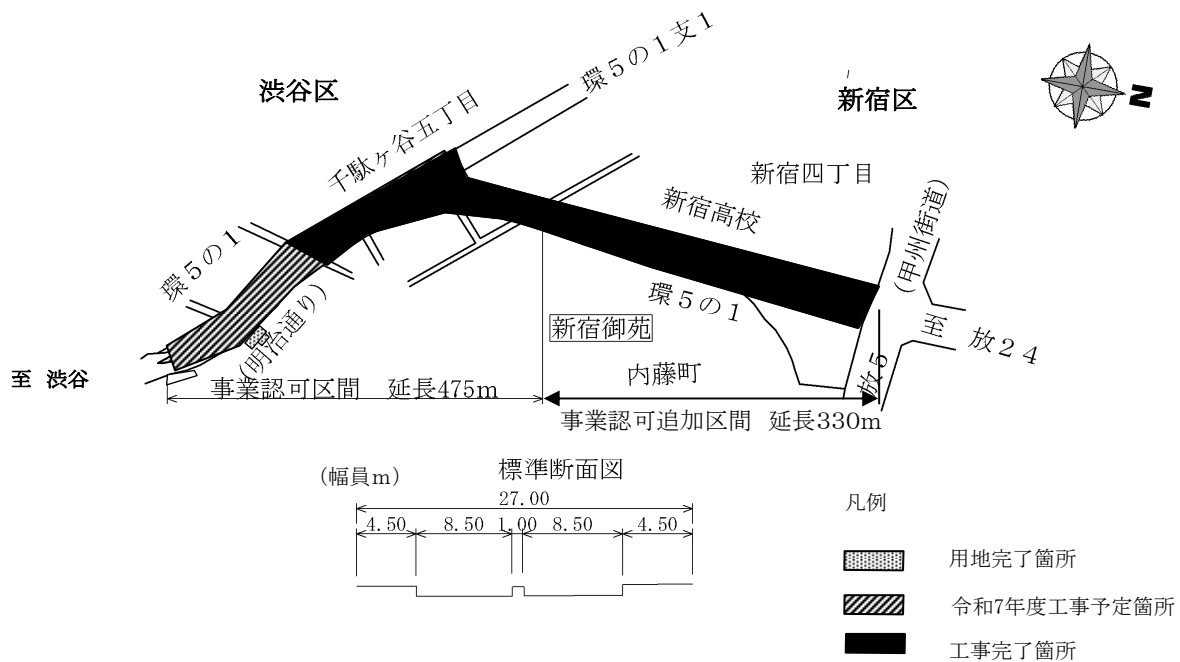 渋谷区
環５の１支１
新宿区
N
千駄ヶ谷五丁目
新宿四丁目
新宿高校
(甲州街道)
環５の１
(明治通り)
環５の１
新宿御苑
至 放２４
至 渋谷
内藤町
放５
事業認可区間 延長475m
事業認可追加区間 延長330m
(幅員m)
標準断面図
27.00
4.50 8.50 1.00 8.50 4.50
凡例
用地完了箇所
令和7年度工事予定箇所
工事完了箇所